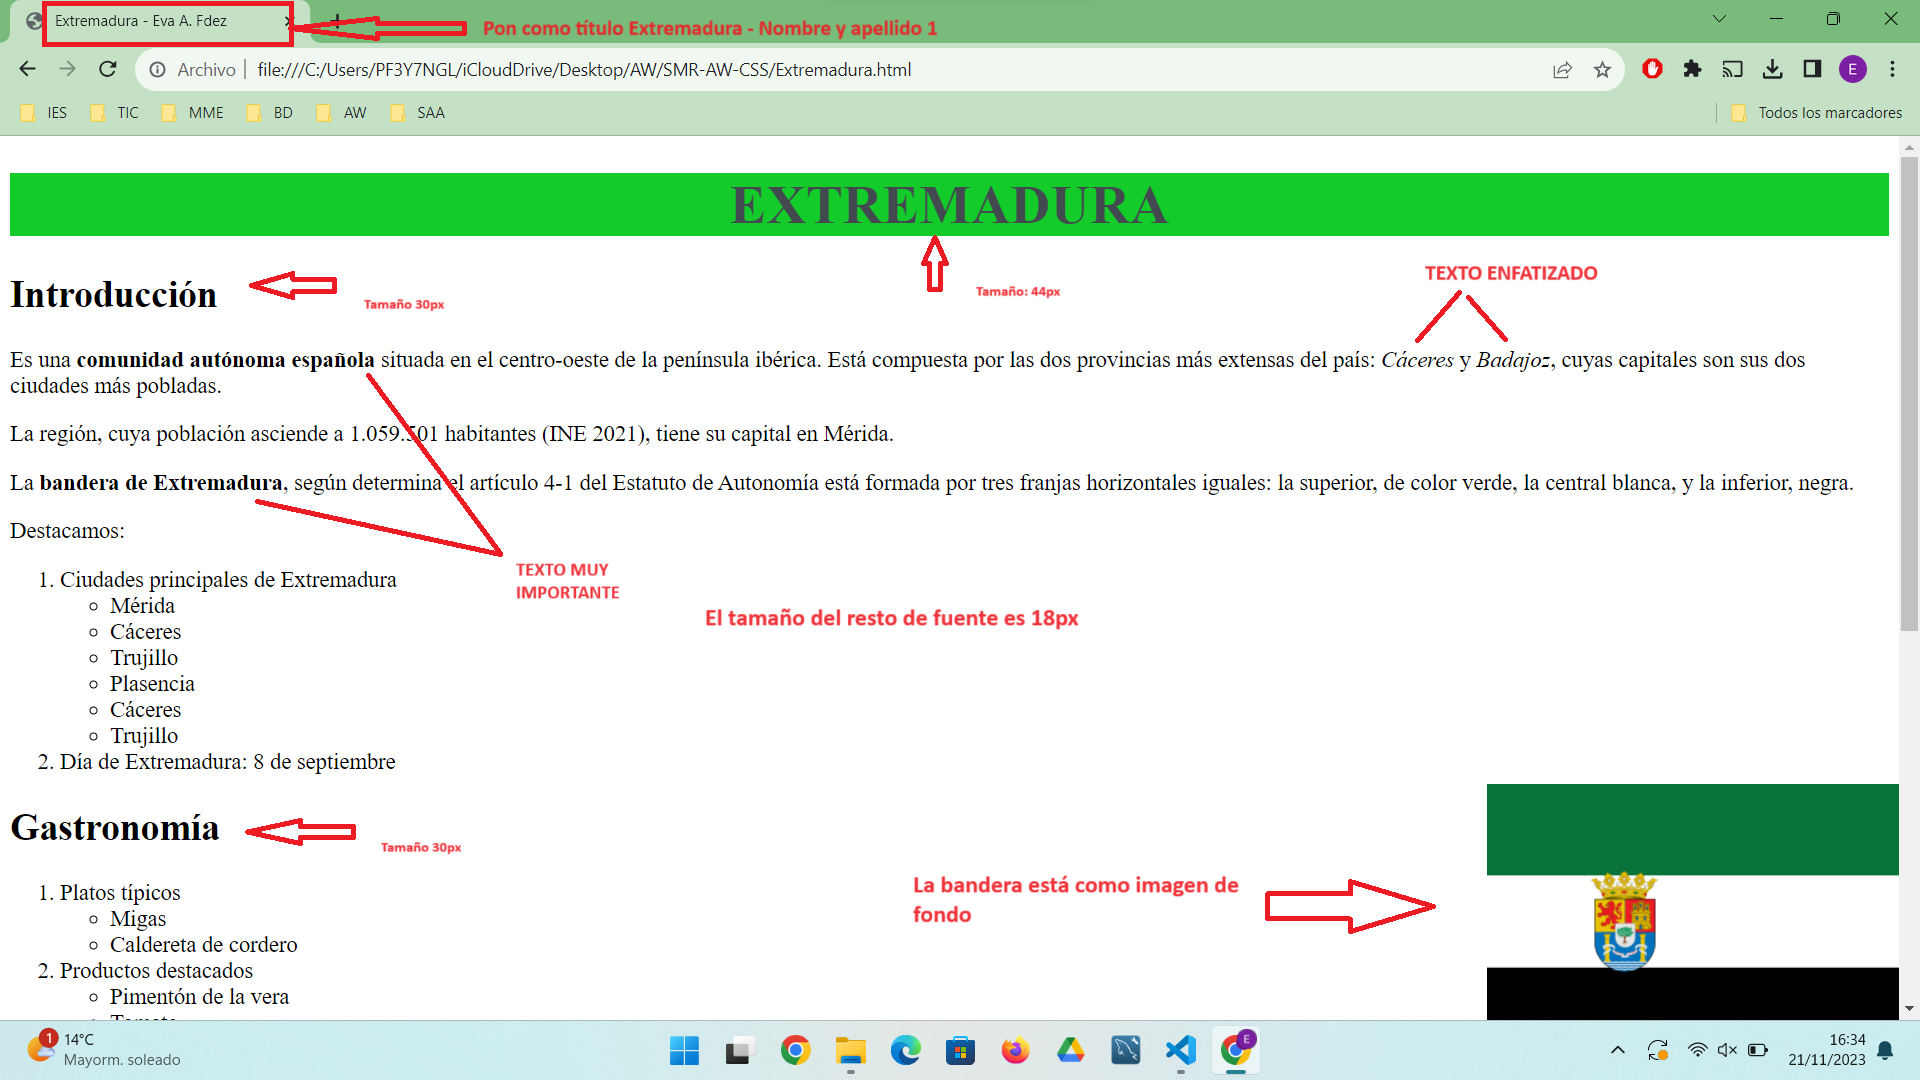 Extremadura - Eva A. Fdez
Pon como título Extremadura - Nombre y apellido 1
Archivo | file:///C:/Users/PF3Y7NGL/iCloudDrive/Desktop/AW/SMR-AW-CSS/Extremadura.html
E
IES TIC MME BD AW SAA
Todos los marcadores
EXTREMADURA
Tamaño: 44px
Introducción
Tamaño 30px
TEXTO ENFATIZADO
Es una comunidad autónoma española situada en el centro-oeste de la península ibérica. Está compuesta por las dos provincias más extensas del país: Cáceres y Badajoz, cuyas capitales son sus dos
ciudades más pobladas.
La región, cuya población asciende a 1.059.501 habitantes (INE 2021), tiene su capital en Mérida.
La bandera de Extremadura, según determina el artículo 4-1 del Estatuto de Autonomía está formada por tres franjas horizontales iguales: la superior, de color verde, la central blanca, y la inferior, negra.
Destacamos:
TEXTO MUY
IMPORTANTE
El tamaño del resto de fuente es 18px
1. Ciudades principales de Extremadura
Mérida
Cáceres
Trujillo
Plasencia
Cáceres
Trujillo
2. Día de Extremadura: 8 de septiembre
Gastronomía
Tamaño 30px
La bandera está como imagen de
fondo
1. Platos típicos
Migas
Caldereta de cordero
2. Productos destacados
Pimentón de la vera
Tomate
1
14°C
Mayorm. soleado
E
16:34
21/11/2023